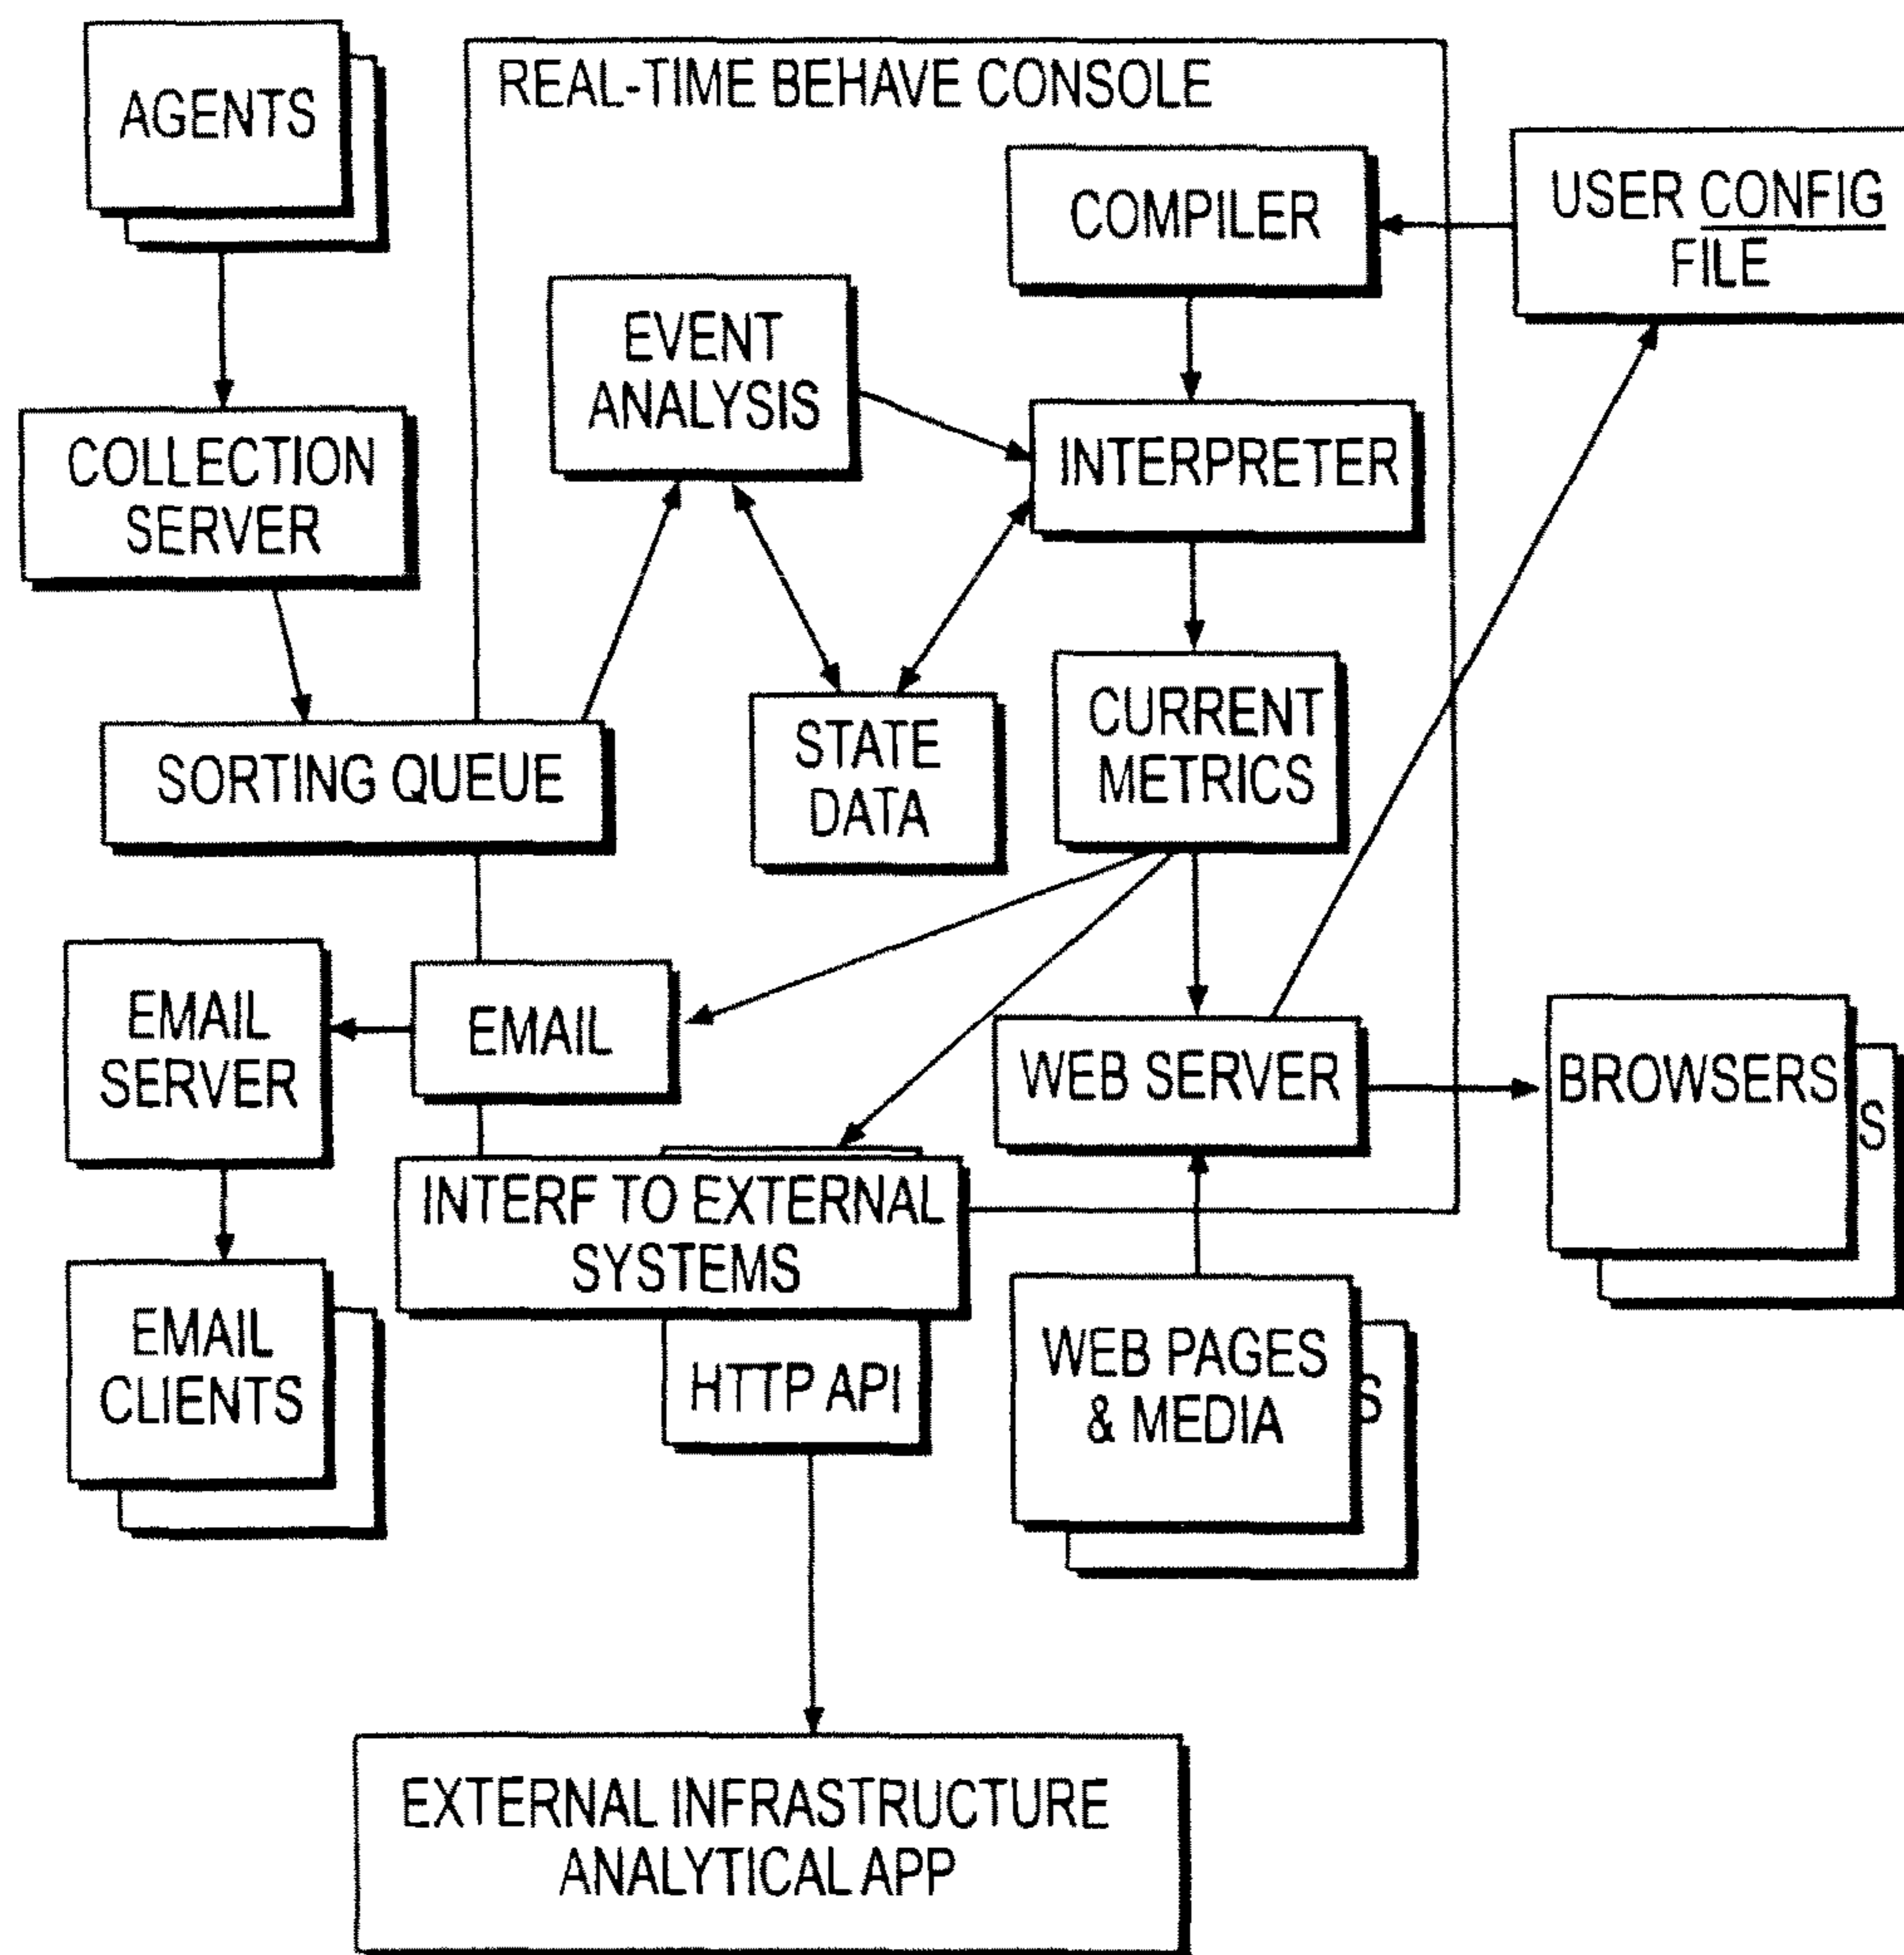 AGENTS
REAL-TIME BEHAVE CONSOLE
COMPILER
USER CONFIG
FILE
EVENT
ANALYSIS
INTERPRETER
COLLECTION
SERVER
SORTING QUEUE
STATE
DATA
CURRENT
METRICS
EMAIL
SERVER
EMAIL
WEB SERVER
BROWSERS
S
INTERF TO EXTERNAL
SYSTEMS
EMAIL
CLIENTS
HTTP API
WEB PAGES
& MEDIA
S
EXTERNAL INFRASTRUCTURE
ANALYTICAL APP